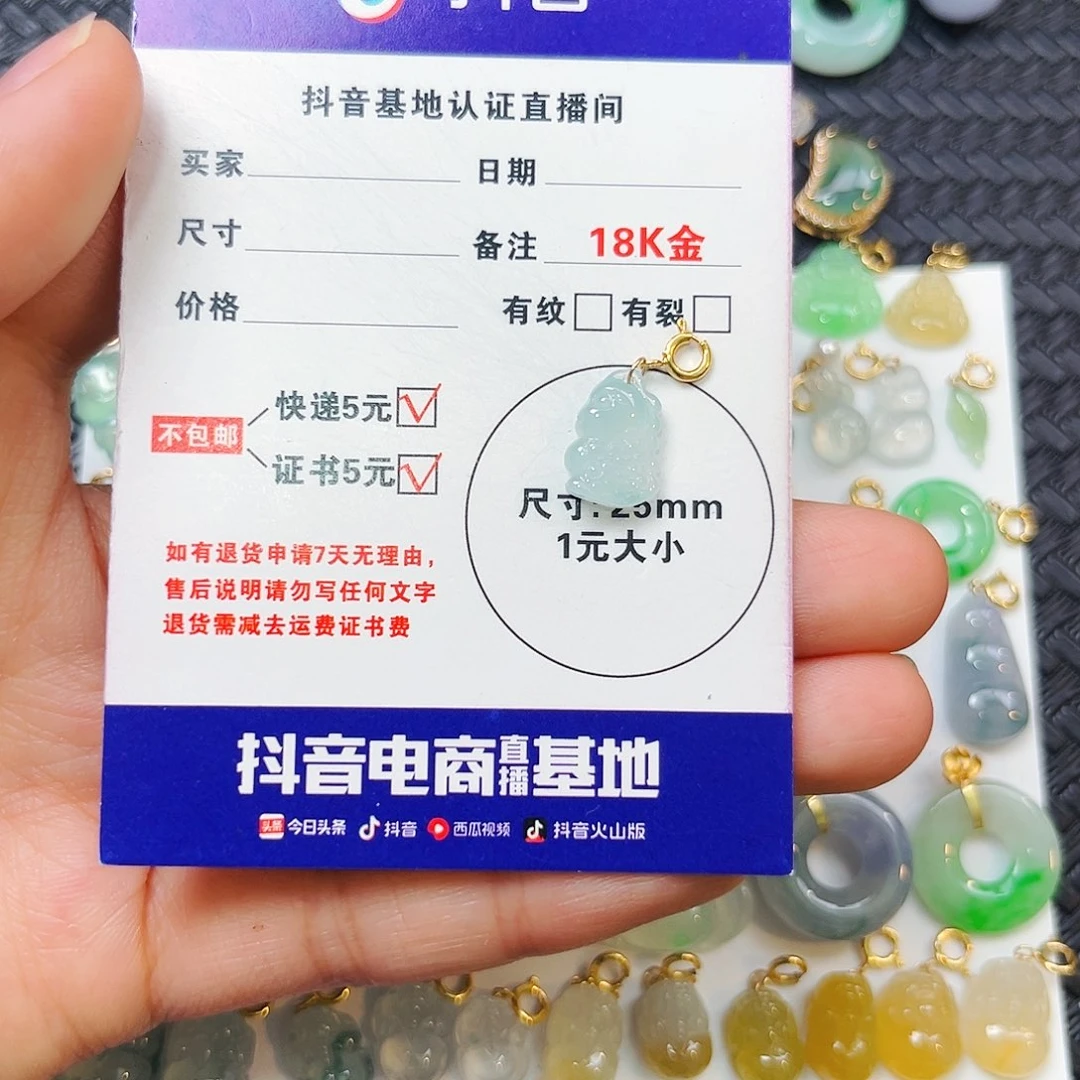 抖音
抖音基地认证直播间
买家 日期
尺寸 备注 18K金
价格 有纹 有裂
快递5元
不包邮
证书5元
尺寸: 25mm
1元大小
如有退货申请7天无理由,
售后说明请勿写任何文字
退货需减去运费证书费
抖音电商直播基地
头条 今日头条 抖音 西瓜视频 抖音火山版